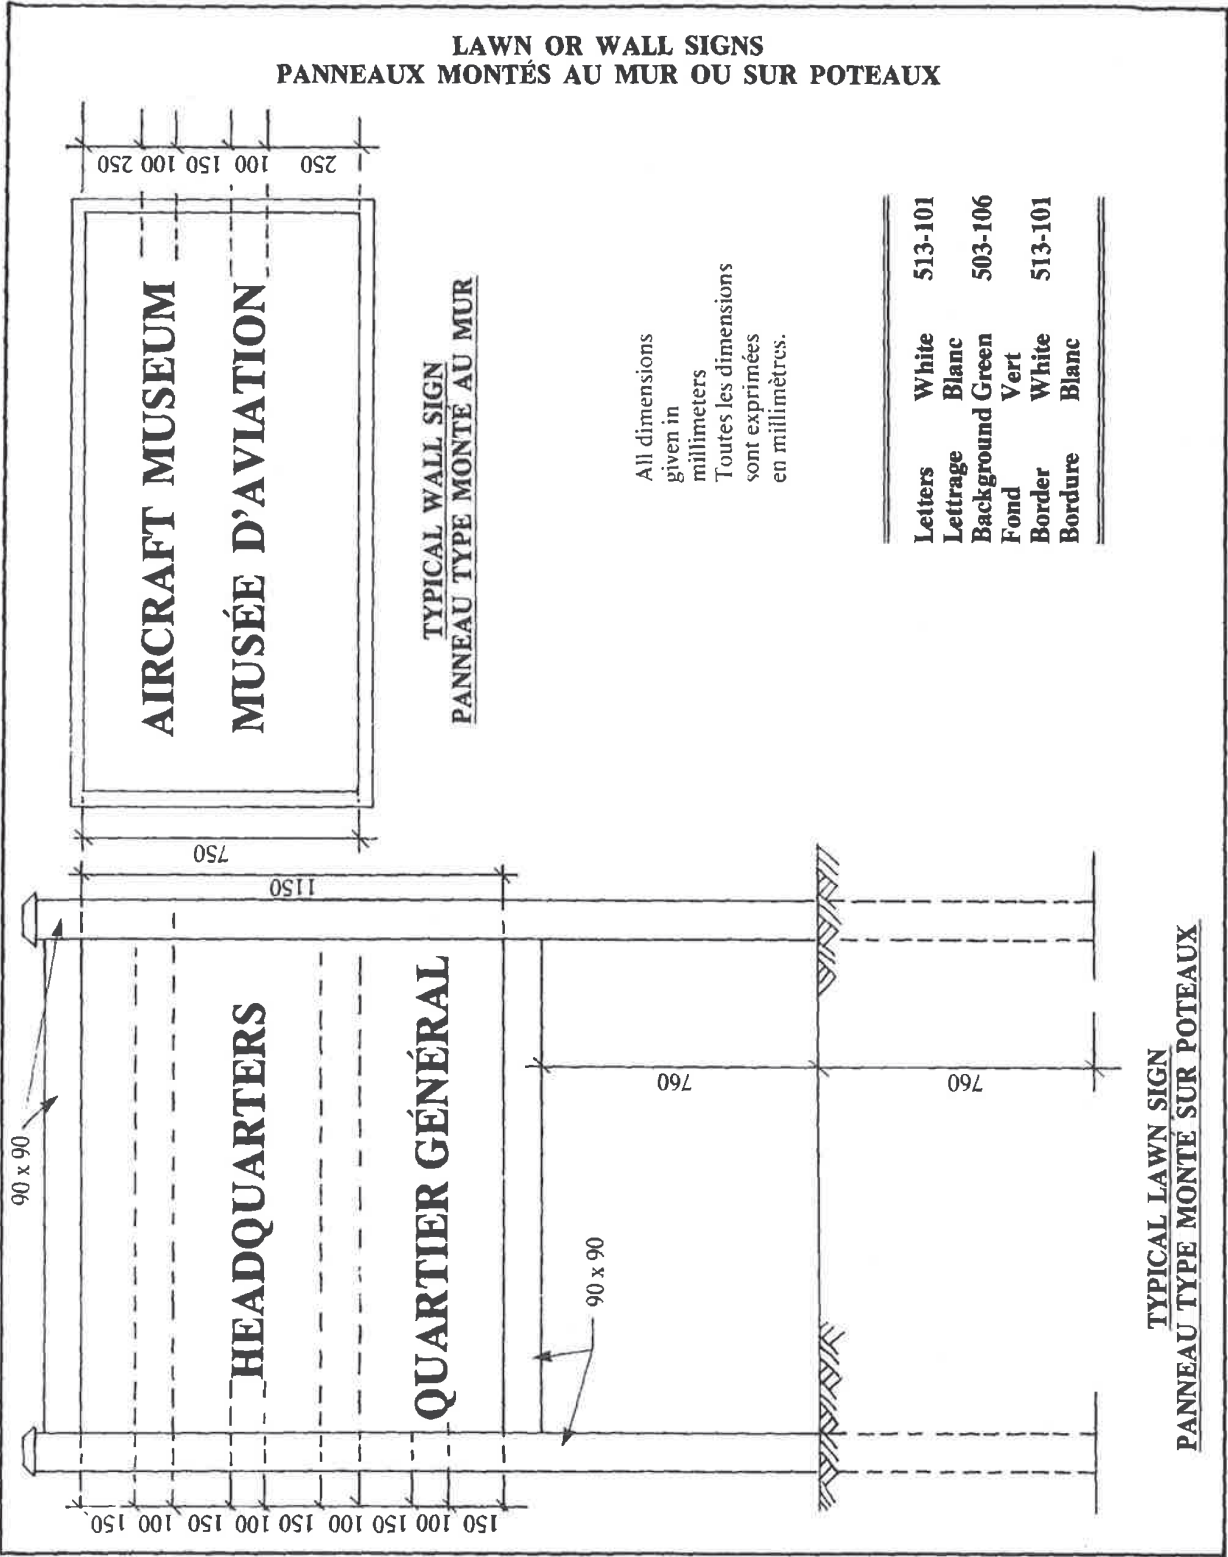 LAWN OR WALL SIGNS
PANNEAUX MONTÉS AU MUR OU SUR POTEAUX
90 x 90
150 100 150 100 150 100 150 100 150
HEADQUARTERS
QUARTIER GÉNÉRAL
1150
90 x 90
760
760
TYPICAL LAWN SIGN
PANNEAU TYPE MONTÉ SUR POTEAUX
750
AIRCRAFT MUSEUM
MUSÉE D'AVIATION
250 100 150 100 250
TYPICAL WALL SIGN
PANNEAU TYPE MONTÉ AU MUR
All dimensions
given in
millimeters
Toutes les dimensions
sont exprimées
en millimètres.
Letters White 513-101
Lettrage Blanc
Background Green 503-106
Fond Vert
Border White 513-101
Bordure Blanc